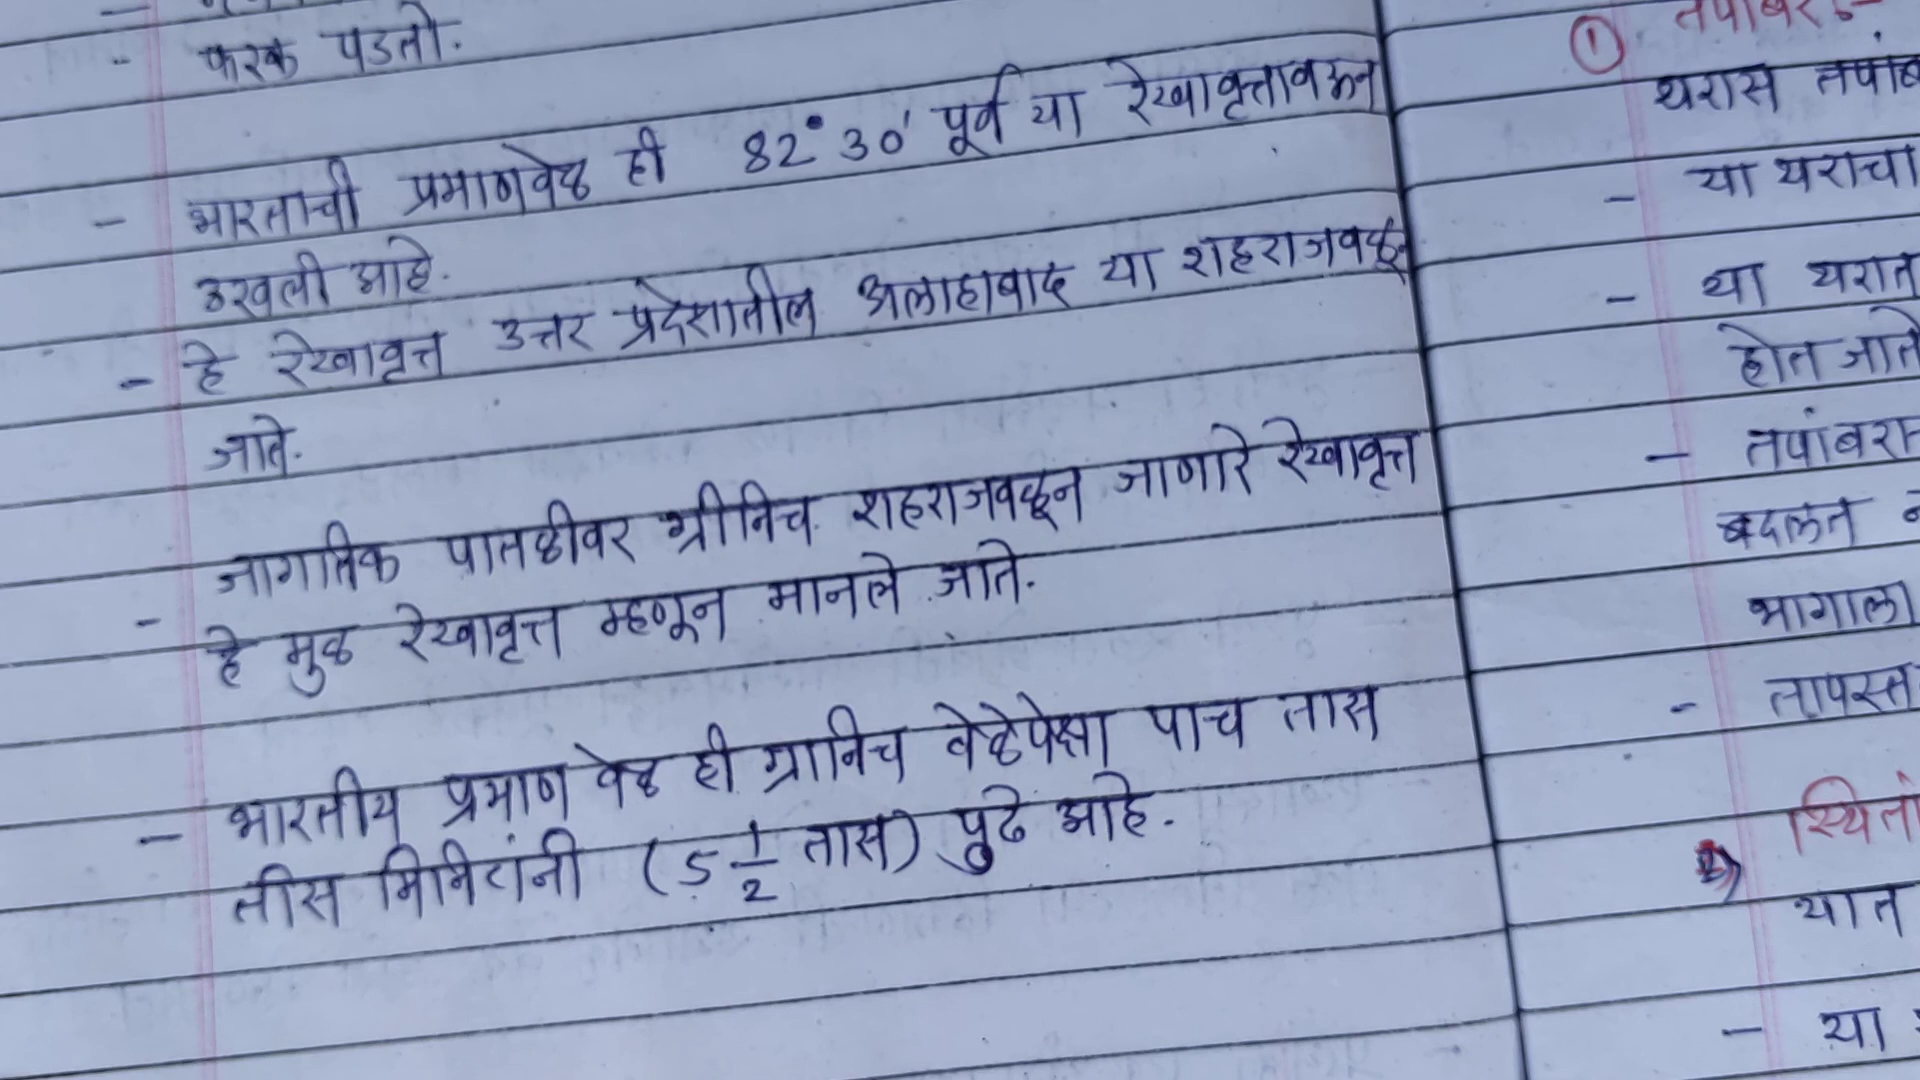 फरक पडतो.
- भारताची प्रमाणवेळ ही 82° 30' पूर्व या रेखावृत्तावरून
ठरवली आहे.
- हे रेखावृत्त उत्तर प्रदेशातील अलाहाबाद या शहराजवळून
जाते.
- जागतिक पातळीवर ग्रीनिच शहराजवळून जाणारे रेखावृत्त
हे मुळ रेखावृत्त म्हणून मानले जाते.
- भारतीय प्रमाण वेळ ही ग्रीनिच वेळेपेक्षा पाच तास
तीस मिनिटांनी (5 1/2 तास) पुढे आहे.
① तपांबर :-
थरास तपांब
- या थराचा
- या थरात
होत जाते
- तपांबरा
बदलत
भागाला
- तापस्त
2) स्थितां
यात
- या